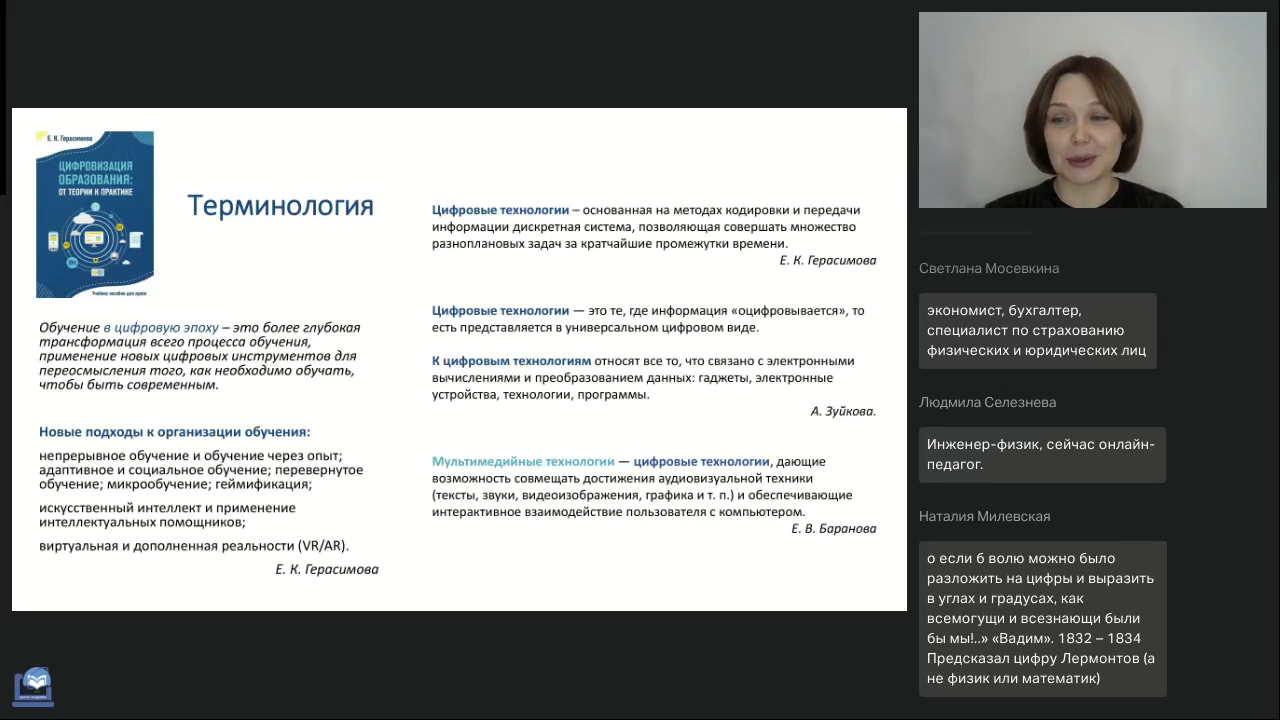 Е. К. Герасимова
ЦИФРОВИЗАЦИЯ
ОБРАЗОВАНИЯ:
ОТ ТЕОРИИ К ПРАКТИКЕ
Учебное пособие для вузов
Терминология
Обучение в цифровую эпоху – это более глубокая
трансформация всего процесса обучения,
применение новых цифровых инструментов для
переосмысления того, как необходимо обучать,
чтобы быть современным.
Новые подходы к организации обучения:
непрерывное обучение и обучение через опыт;
адаптивное и социальное обучение; перевернутое
обучение; микрообучение; геймификация;
искусственный интеллект и применение
интеллектуальных помощников;
виртуальная и дополненная реальности (VR/AR).
Е. К. Герасимова
Цифровые технологии – основанная на методах кодировки и передачи
информации дискретная система, позволяющая совершать множество
разноплановых задач за кратчайшие промежутки времени.
Е. К. Герасимова
Цифровые технологии — это те, где информация «оцифровывается», то
есть представляется в универсальном цифровом виде.
К цифровым технологиям относят все то, что связано с электронными
вычислениями и преобразованием данных: гаджеты, электронные
устройства, технологии, программы.
А. Зуйкова.
Мультимедийные технологии — цифровые технологии, дающие
возможность совмещать достижения аудиовизуальной техники
(тексты, звуки, видеоизображения, графика и т. п.) и обеспечивающие
интерактивное взаимодействие пользователя с компьютером.
Е. В. Баранова
Светлана Мосевкина
экономист, бухгалтер,
специалист по страхованию
физических и юридических лиц
Людмила Селезнева
Инженер-физик, сейчас онлайн-
педагог.
Наталия Милевская
о если б волю можно было
разложить на цифры и выразить
в углах и градусах, как
всемогущи и всезнающи были
бы мы!..» «Вадим». 1832 – 1834
Предсказал цифру Лермонтов (а
не физик или математик)